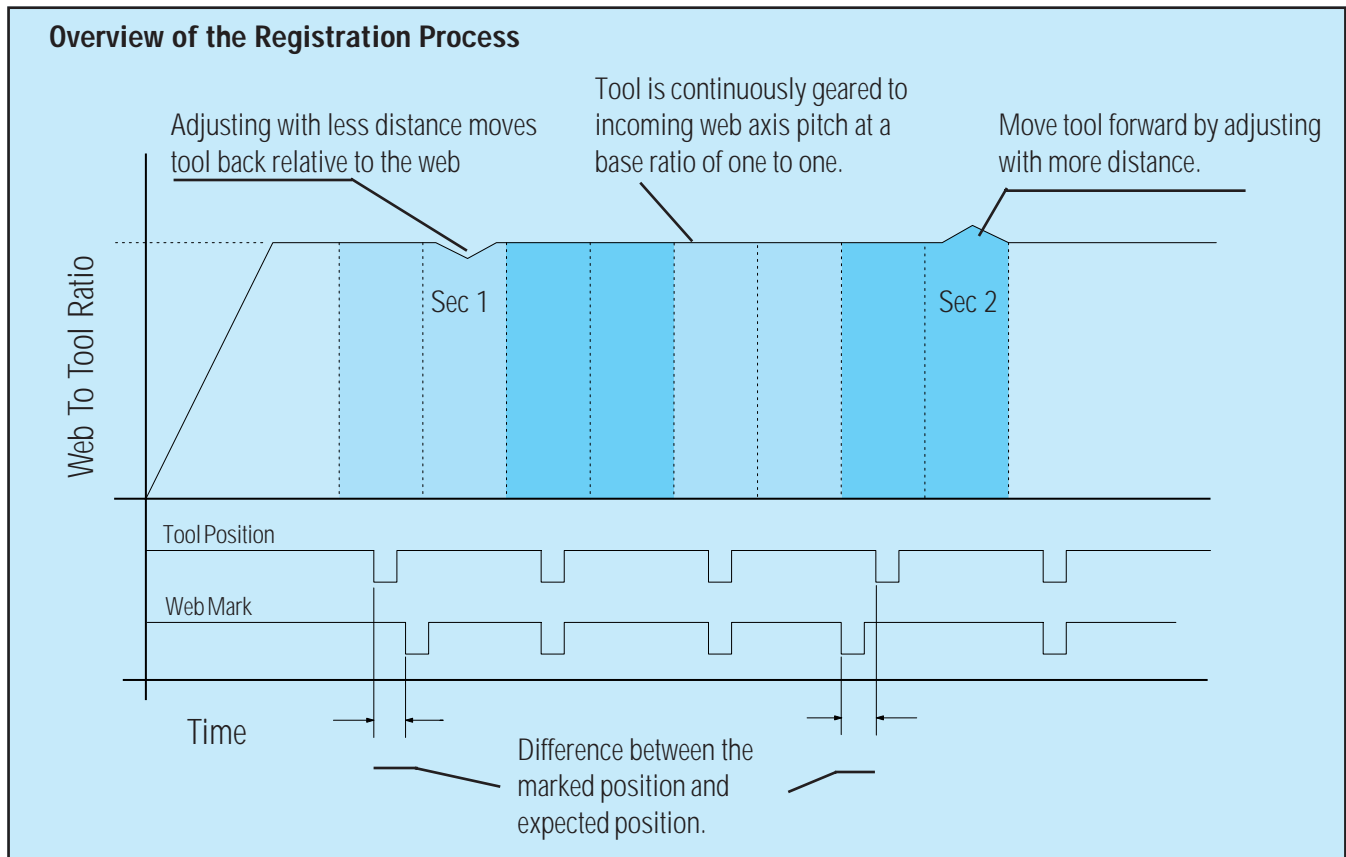 Overview of the Registration Process
Adjusting with less distance moves
tool back relative to the web
Tool is continuously geared to
incoming web axis pitch at a
base ratio of one to one.
Move tool forward by adjusting
with more distance.
Web To Tool Ratio
Sec 1
Sec 2
Tool Position
Web Mark
Time
Difference between the
marked position and
expected position.